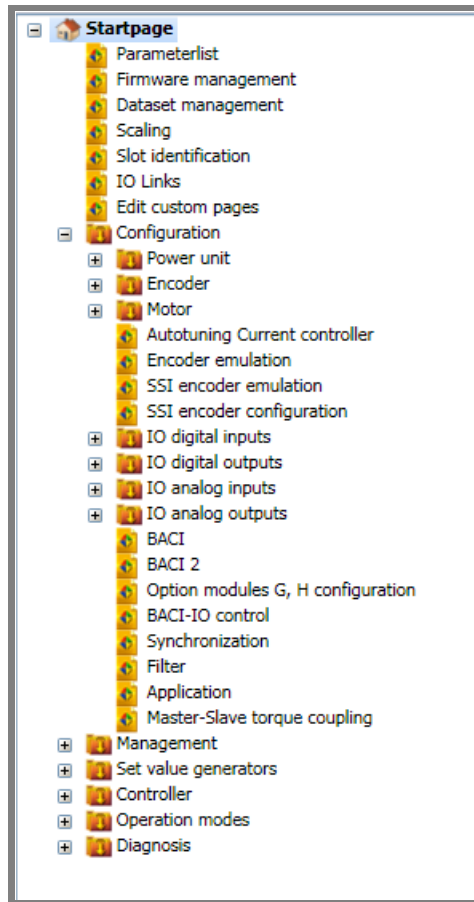 Startpage
Parameterlist
Firmware management
Dataset management
Scaling
Slot identification
IO Links
Edit custom pages
Configuration
Power unit
Encoder
Motor
Autotuning Current controller
Encoder emulation
SSI encoder emulation
SSI encoder configuration
IO digital inputs
IO digital outputs
IO analog inputs
IO analog outputs
BACI
BACI 2
Option modules G, H configuration
BACI-IO control
Synchronization
Filter
Application
Master-Slave torque coupling
Management
Set value generators
Controller
Operation modes
Diagnosis